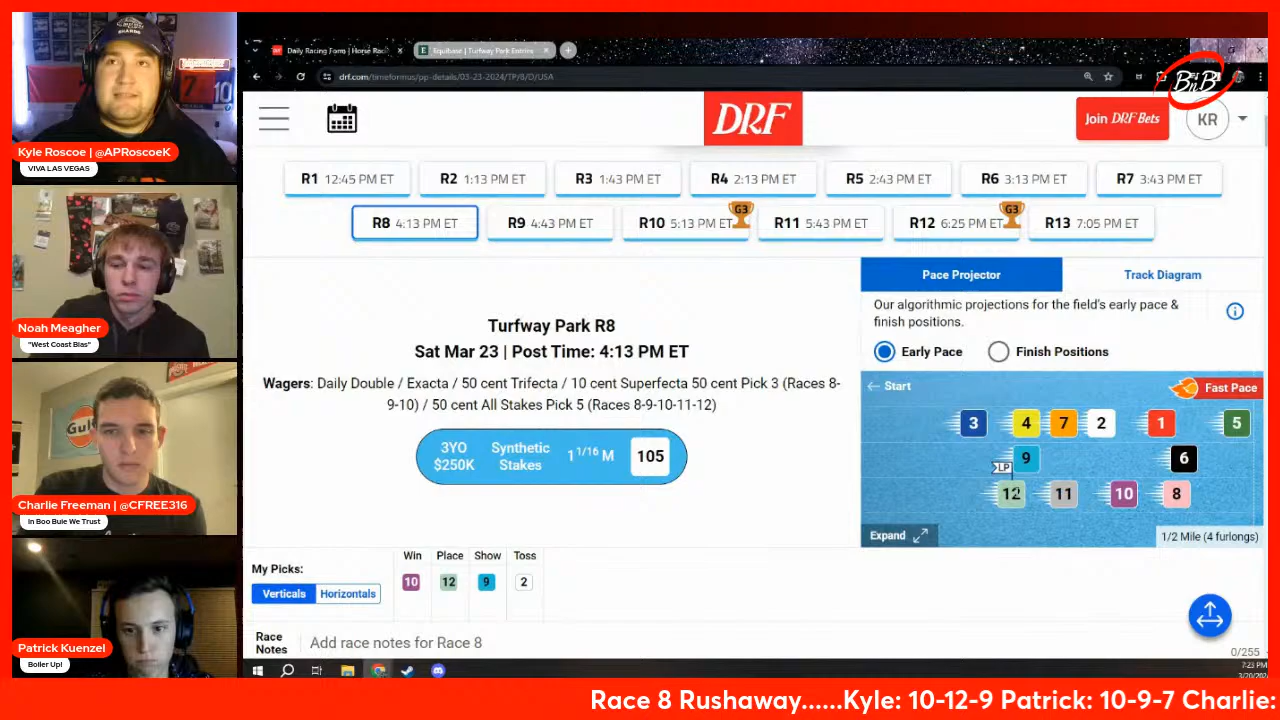 Kyle Roscoe | @APRoscoeK
VIVA LAS VEGAS
Noah Meagher
"West Coast Bias"
Charlie Freeman | @CFREE316
In Boo Buie We Trust
Patrick Kuenzel
Boiler Up!
Daily Racing Form | Horse Rac
Equibase | Turfway Park Entries
drf.com/timeformus/pp-details/03-23-2024/TP/8/D/USA
BnB
DRF
Join DRF Bets
KR
R1 12:45 PM ET
R2 1:13 PM ET
R3 1:43 PM ET
R4 2:13 PM ET
R5 2:43 PM ET
R6 3:13 PM ET
R7 3:43 PM ET
R8 4:13 PM ET
R9 4:43 PM ET
R10 5:13 PM ET
G3
R11 5:43 PM ET
R12 6:25 PM ET
G3
R13 7:05 PM ET
Turfway Park R8
Sat Mar 23 | Post Time: 4:13 PM ET
Wagers: Daily Double / Exacta / 50 cent Trifecta / 10 cent Superfecta 50 cent Pick 3 (Races 8-
9-10) / 50 cent All Stakes Pick 5 (Races 8-9-10-11-12)
3YO Synthetic 1 1/16 M 105
$250K Stakes
Pace Projector
Track Diagram
Our algorithmic projections for the field's early pace &
finish positions.
Early Pace
Finish Positions
Start
Fast Pace
3 4 7 2 1 5
9 6
LP
12 11 10 8
Expand
1/2 Mile (4 furlongs)
My Picks:
Verticals Horizontals
Win Place Show Toss
10 12 9 2
Race
Notes
Add race notes for Race 8
0/255
7:23 PM
Race 8 Rushaway......Kyle: 10-12-9 Patrick: 10-9-7 Charlie: